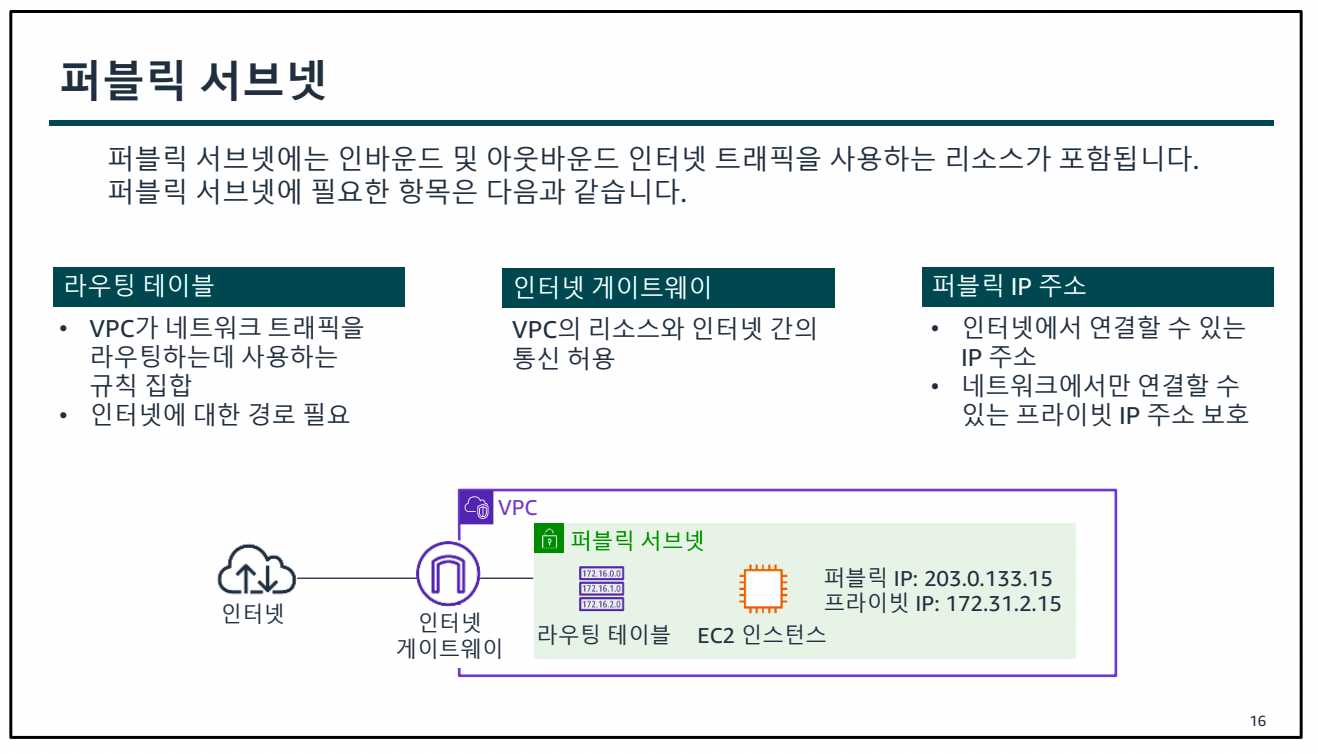 퍼블릭 서브넷
퍼블릭 서브넷에는 인바운드 및 아웃바운드 인터넷 트래픽을 사용하는 리소스가 포함됩니다.
퍼블릭 서브넷에 필요한 항목은 다음과 같습니다.
라우팅 테이블
• VPC가 네트워크 트래픽을
라우팅하는데 사용하는
규칙 집합
• 인터넷에 대한 경로 필요
인터넷 게이트웨이
VPC의 리소스와 인터넷 간의
통신 허용
퍼블릭 IP 주소
• 인터넷에서 연결할 수 있는
IP 주소
• 네트워크에서만 연결할 수
있는 프라이빗 IP 주소 보호
VPC
퍼블릭 서브넷
172.16.0.0
172.16.1.0
172.16.2.0
라우팅 테이블
EC2 인스턴스
퍼블릭 IP: 203.0.133.15
프라이빗 IP: 172.31.2.15
인터넷
인터넷
게이트웨이
16